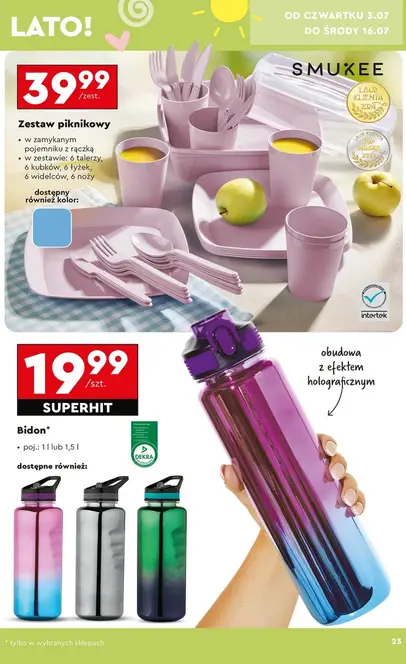 LATO!
OD CZWARTKU 3.07
DO ŚRODY 16.07
39 99
/zest.
SMUKEE
Zestaw piknikowy
• w zamykanym
pojemniku z rączką
• w zestawie: 6 talerzy,
6 kubków, 6 łyżek,
6 widelców, 6 noży
dostępny
również kolor:
intertek
19 99
/szt.
SUPERHIT
obudowa
z efektem
holograficznym
Bidon*
• poj.: 1 l lub 1,5 l
DEKRA
dostępne również:
* tylko w wybranych sklepach
23